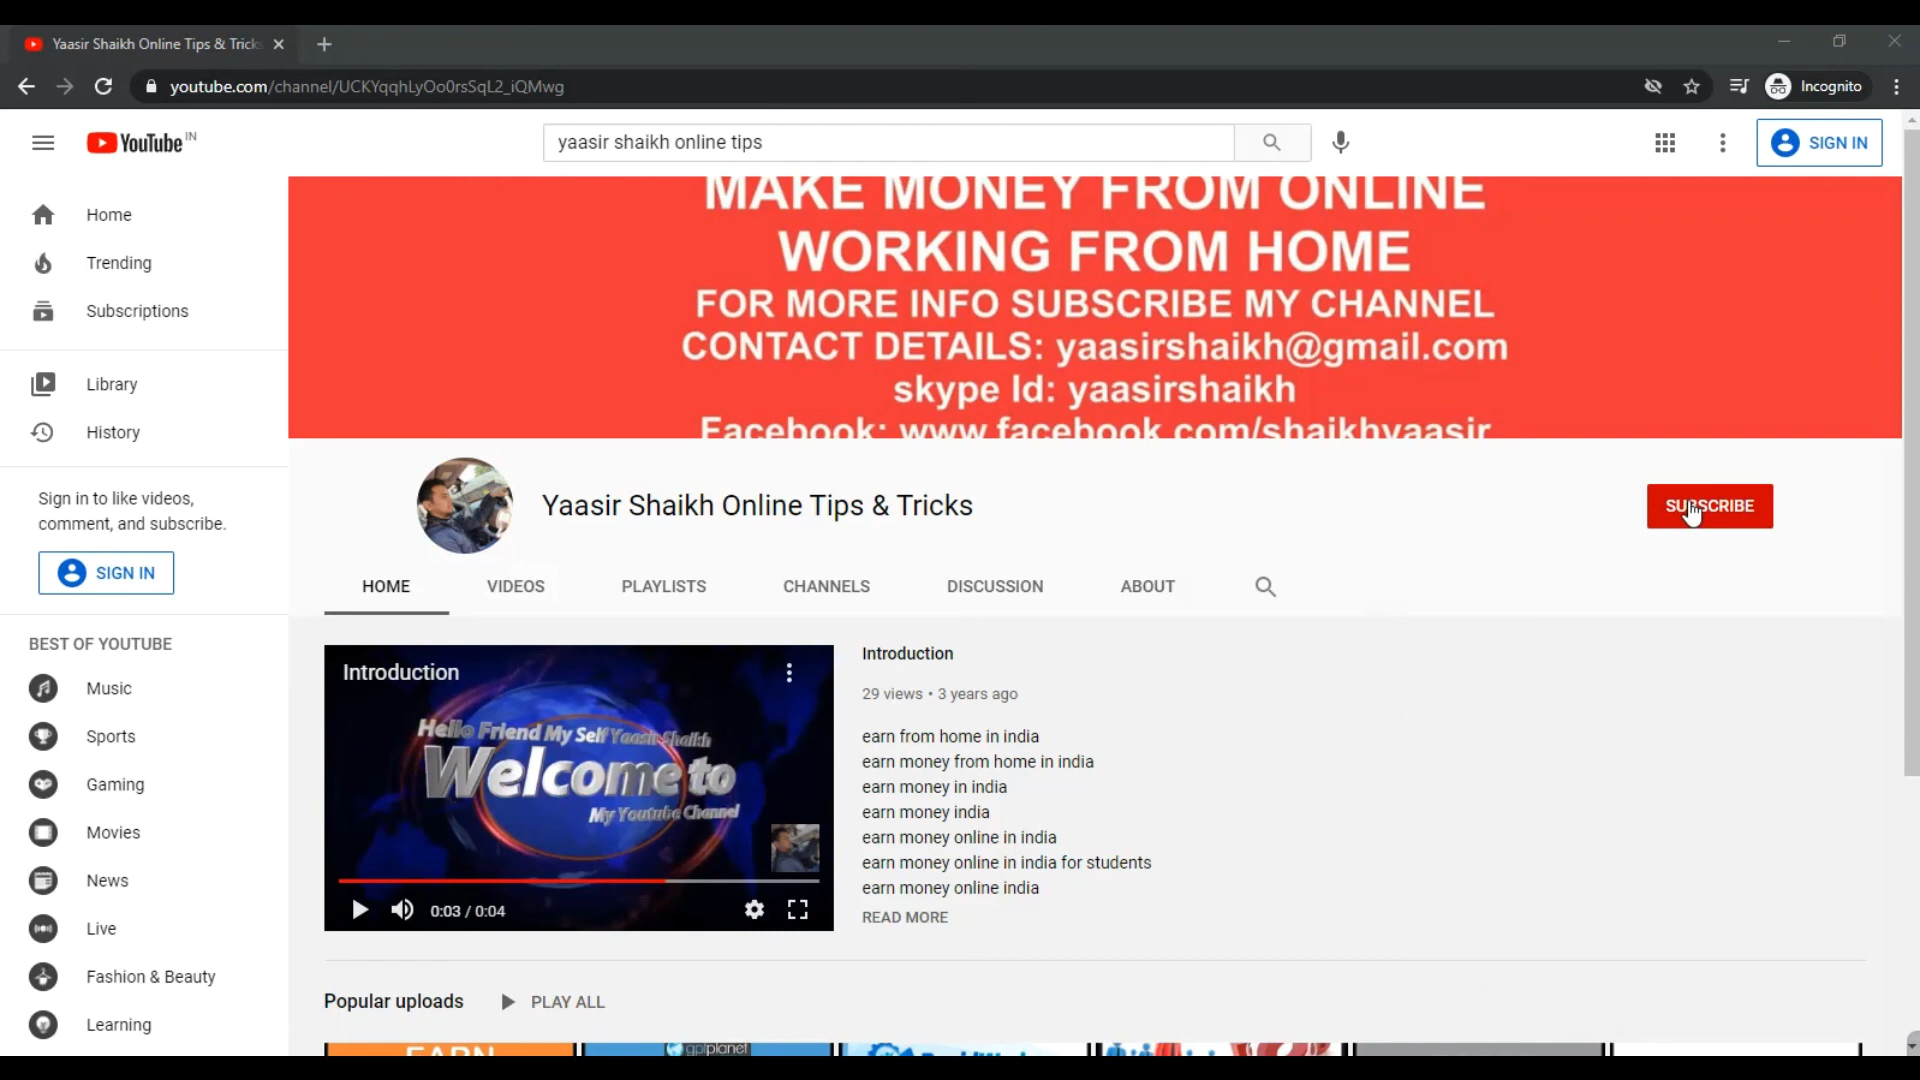 Yaasir Shaikh Online Tips & Trick
youtube.com/channel/UCKYqqhLyOo0rsSqL2_iQMwg
Incognito
YouTube IN
yaasir shaikh online tips
SIGN IN
Home
Trending
Subscriptions
Library
History
Sign in to like videos,
comment, and subscribe.
SIGN IN
BEST OF YOUTUBE
Music
Sports
Gaming
Movies
News
Live
Fashion & Beauty
Learning
MAKE MONEY FROM ONLINE
WORKING FROM HOME
FOR MORE INFO SUBSCRIBE MY CHANNEL
CONTACT DETAILS: yaasirshaikh@gmail.com
skype Id: yaasirshaikh
Facebook: www.facebook.com/shaikhyaasir
Yaasir Shaikh Online Tips & Tricks
SUBSCRIBE
HOME
VIDEOS
PLAYLISTS
CHANNELS
DISCUSSION
ABOUT
Introduction
Hello Friend My Self Yaasir Shaikh
Welcome to
My Youtube Channel
0:03 / 0:04
Introduction
29 views • 3 years ago
earn from home in india
earn money from home in india
earn money in india
earn money india
earn money online in india
earn money online in india for students
earn money online india
READ MORE
Popular uploads
PLAY ALL
EARN
gptplanet